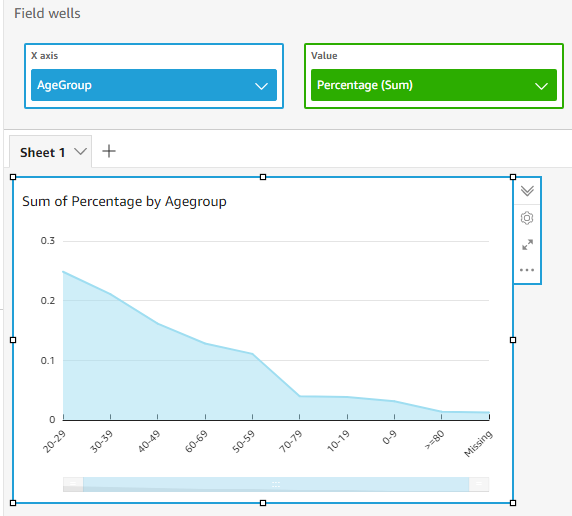 Field wells
X axis
Value
AgeGroup
Percentage (Sum)
Sheet 1
Sum of Percentage by Agegroup
0.3
0.2
0.1
0
20-29
30-39
40-49
60-69
50-59
70-79
10-19
0-9
>=80
Missing